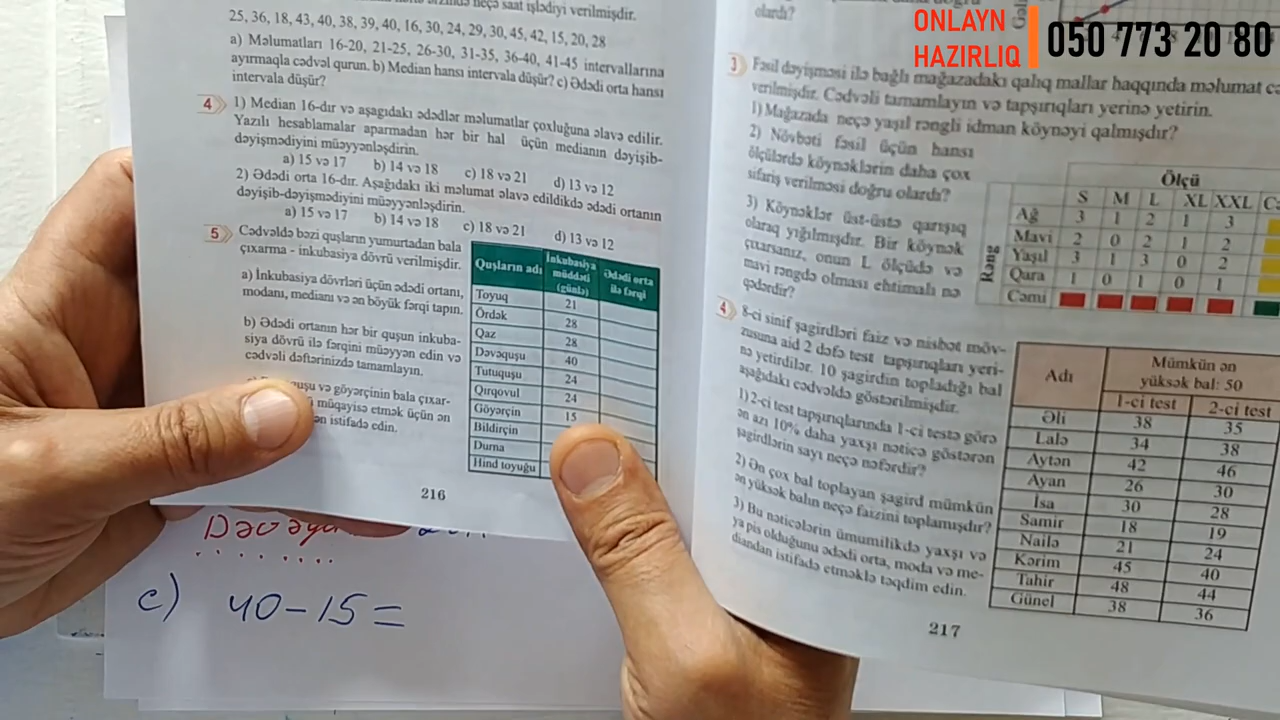 neçə saat işlədiyi verilmişdir.
25, 36, 18, 43, 40, 38, 39, 40, 16, 30, 24, 29, 30, 45, 42, 15, 20, 28
a) Məlumatları 16-20, 21-25, 26-30, 31-35, 36-40, 41-45 intervallarına
ayırmaqla cədvəl qurun. b) Median hansı intervala düşür? c) Ədədi orta hansı
intervala düşür?
4 1) Median 16-dır və aşağıdakı ədədlər məlumatlar çoxluğuna əlavə edilir.
Yazılı hesablamalar aparmadan hər bir hal üçün medianın dəyişib-
dəyişmədiyini müəyyənləşdirin.
a) 15 və 17 b) 14 və 18 c) 18 və 21 d) 13 və 12
2) Ədədi orta 16-dır. Aşağıdakı iki məlumat əlavə edildikdə ədədi ortanın
dəyişib-dəyişmədiyini müəyyənləşdirin.
a) 15 və 17 b) 14 və 18 c) 18 və 21 d) 13 və 12
5 Cədvəldə bəzi quşların yumurtadan bala
çıxarma - inkubasiya dövrü verilmişdir.
a) İnkubasiya dövrləri üçün ədədi ortanı,
modanı, medianı və ən böyük fərqi tapın.
b) Ədədi ortanın hər bir quşun inkuba-
siya dövrü ilə fərqini müəyyən edin və
cədvəli dəftərinizdə tamamlayın.
quşu və göyərçinin bala çıxar-
müqayisə etmək üçün ən
istifadə edin.
Quşların adı İnkubasiya müddəti (günlə) Ədədi orta ilə fərqi
Toyuq 21
Ördək 28
Qaz 28
Dəvəquşu 40
Tutuquşu 24
Qırqovul 24
Göyərçin 15
Bildirçin
Durna
Hind toyuğu
216
c) 40-15=
ONLAYN
HAZIRLIQ
050 773 20 80
olardı?
3 Fəsil dəyişməsi ilə bağlı mağazadakı qalıq mallar haqqında məlumat
verilmişdir. Cədvəli tamamlayın və tapşırıqları yerinə yetirin.
1) Mağazada neçə yaşıl rəngli idman köynəyi qalmışdır?
2) Növbəti fəsil üçün hansı
ölçülərdə köynəklərin daha çox
sifariş verilməsi doğru olardı?
3) Köynəklər üst-üstə qarışıq
olaraq yığılmışdır. Bir köynək
çıxarsanız, onun L ölçüdə və
mavi rəngdə olması ehtimalı nə
qədərdir?
Ölçü
S M L XL XXL
Rəng
Ağ 3 1 2 1 3
Mavi 2 0 2 1 2
Yaşıl 3 1 3 0 2
Qara 1 0 1 0 1
Cəmi
4 8-ci sinif şagirdləri faiz və nisbət möv-
zusuna aid 2 dəfə test tapşırıqları yeri-
nə yetirdilər. 10 şagirdin topladığı bal
aşağıdakı cədvəldə göstərilmişdir.
1) 2-ci test tapşırıqlarında 1-ci testə görə
ən azı 10% daha yaxşı nəticə göstərən
şagirdlərin sayı neçə nəfərdir?
2) Ən çox bal toplayan şagird mümkün
ən yüksək balın neçə faizini toplamışdır?
3) Bu nəticələrin ümumilikdə yaxşı və
ya pis olduğunu ədədi orta, moda və me-
diandan istifadə etməklə təqdim edin.
Adı Mümkün ən yüksək bal: 50
1-ci test 2-ci test
Əli 38 35
Lalə 34 38
Aytən 42 46
Ayan 26 30
İsa 30 28
Samir 18 19
Nailə 21 24
Kərim 45 40
Tahir 48 44
Günel 38 36
217